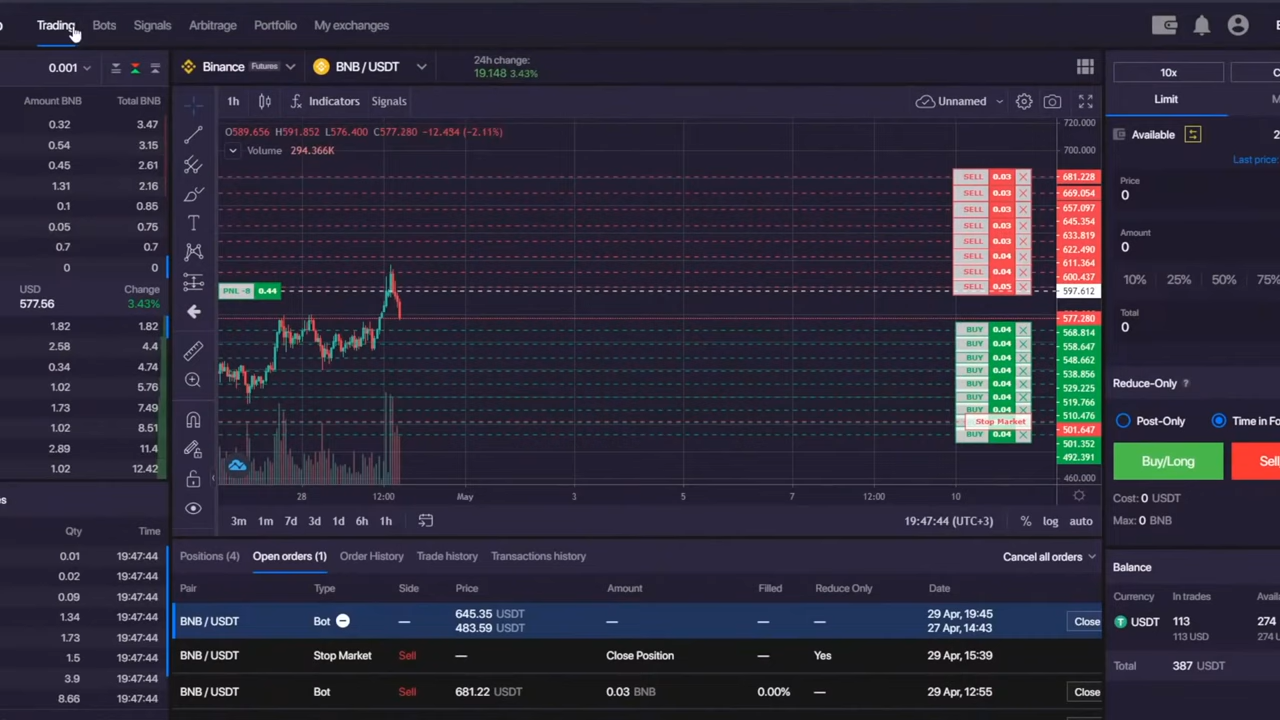 Trading Bots Signals Arbitrage Portfolio My exchanges
0.001
Binance Futures BNB / USDT
24h change:
19.148 3.43%
10x
Amount BNB Total BNB
0.32 3.47
0.54 3.15
0.45 2.61
1.31 2.16
0.1 0.85
0.05 0.75
0.7 0.7
0 0
USD Change
577.56 3.43%
1.82 1.82
2.58 4.4
0.34 4.74
1.02 5.76
1.73 7.49
1.02 8.51
2.89 11.4
1.02 12.42
Qty Time
0.01 19:47:44
0.02 19:47:44
0.09 19:47:44
1.34 19:47:44
1.73 19:47:44
1.5 19:47:44
3.9 19:47:44
8.66 19:47:44
1h Indicators Signals Unnamed
O589.656 H591.852 L576.400 C577.280 -12.434 (-2.11%)
Volume 294.366K
720.000
700.000
SELL 0.03 681.228
SELL 0.03 669.054
SELL 0.03 657.097
SELL 0.03 645.354
SELL 0.03 633.819
SELL 0.04 622.490
SELL 0.04 611.364
SELL 0.05 600.437
PNL 0.44 597.612
577.280
BUY 0.04 568.814
BUY 0.04 558.647
BUY 0.04 548.662
BUY 0.04 538.856
BUY 0.04 529.225
BUY 0.04 519.766
BUY 0.04 510.476
Stop Market 501.647
BUY 0.04 501.352
492.391
460.000
28 12:00 May 3 5 7 12:00 10
3m 1m 7d 3d 1d 6h 1h 19:47:44 (UTC+3) % log auto
Positions (4) Open orders (1) Order History Trade history Transactions history Cancel all orders
Pair Type Side Price Amount Filled Reduce Only Date
BNB / USDT Bot — 645.35 USDT — — — 29 Apr, 19:45 Close
483.59 USDT 27 Apr, 14:43
BNB / USDT Stop Market Sell — Close Position — Yes 29 Apr, 15:39
BNB / USDT Bot Sell 681.22 USDT 0.03 BNB 0.00% — 29 Apr, 12:55 Close
Limit
Available
Last price:
Price
0
Amount
0
10% 25% 50% 75%
Total
0
Reduce-Only ?
Post-Only Time in Fo
Buy/Long Sell
Cost: 0 USDT
Max: 0 BNB
Balance
Currency In trades Availa
USDT 113 274
113 USD 274 U
Total 387 USDT